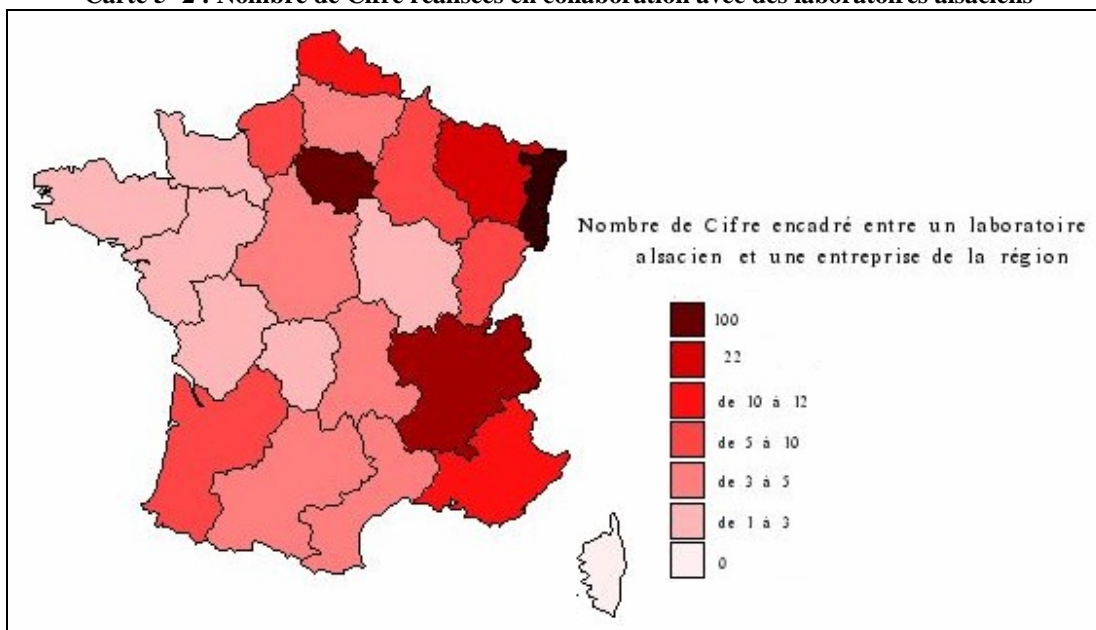 Carte 3- 2 : Nombre de Cifre réalisées en collaboration avec des laboratoires alsaciens
Nombre de Cifre encadré entre un laboratoire
alsacien et une entreprise de la région
100
22
de 10 à 12
de 5 à 10
de 3 à 5
de 1 à 3
0